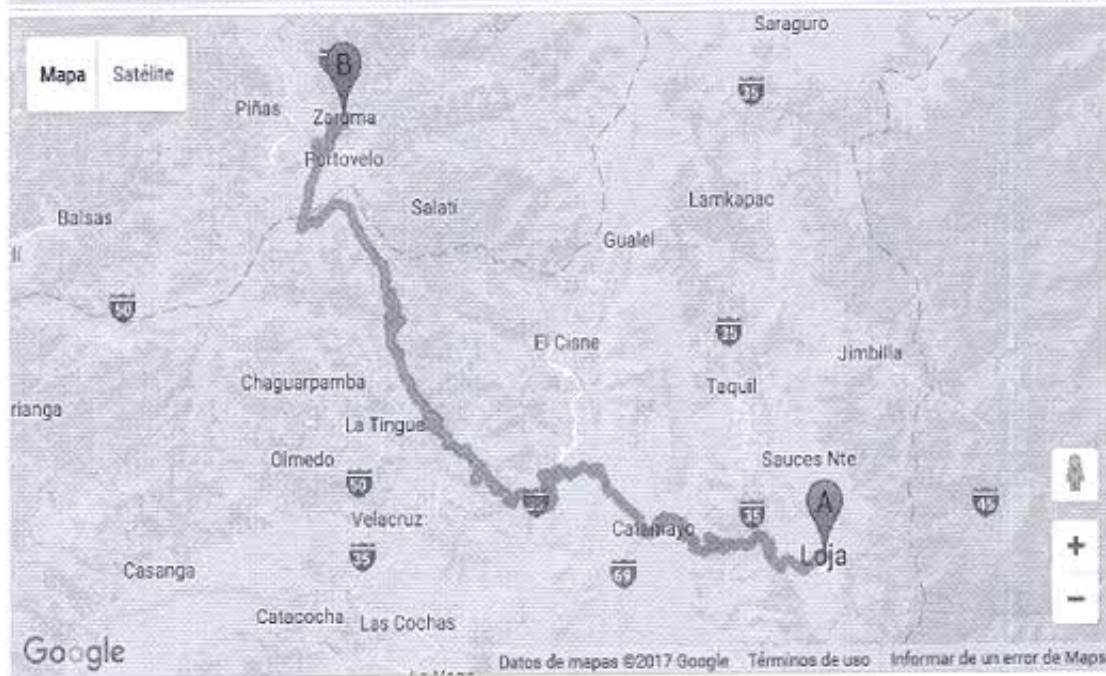 Saraguro
Mapa Satélite
B
35
Piñas
Zaruma
Portovelo
Lamkapac
Balsas
Salatí
Gualel
50
35
El Cisne
Jimbilla
Chaguarpamba
Taquil
rianga
La Tingue
Olmedo
Sauces Nte
50
A
35
45
Velacruz
Catamayo
Loja
35
Casanga
69
Catacocha Las Cochas
Google
Datos de mapas ©2017 Google Términos de uso Informar de un error de Maps